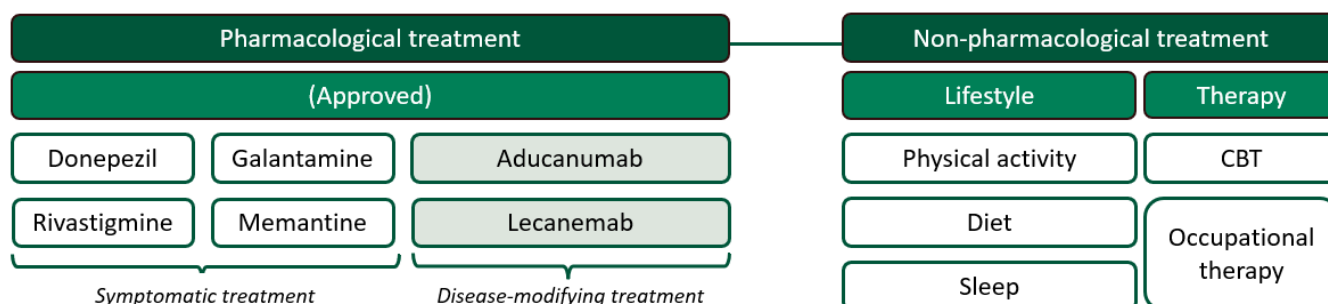 Pharmacological treatment
Non-pharmacological treatment
(Approved)
Lifestyle
Therapy
Donepezil
Galantamine
Aducanumab
Physical activity
CBT
Rivastigmine
Memantine
Lecanemab
Diet
Occupational
therapy
Sleep
Symptomatic treatment
Disease-modifying treatment